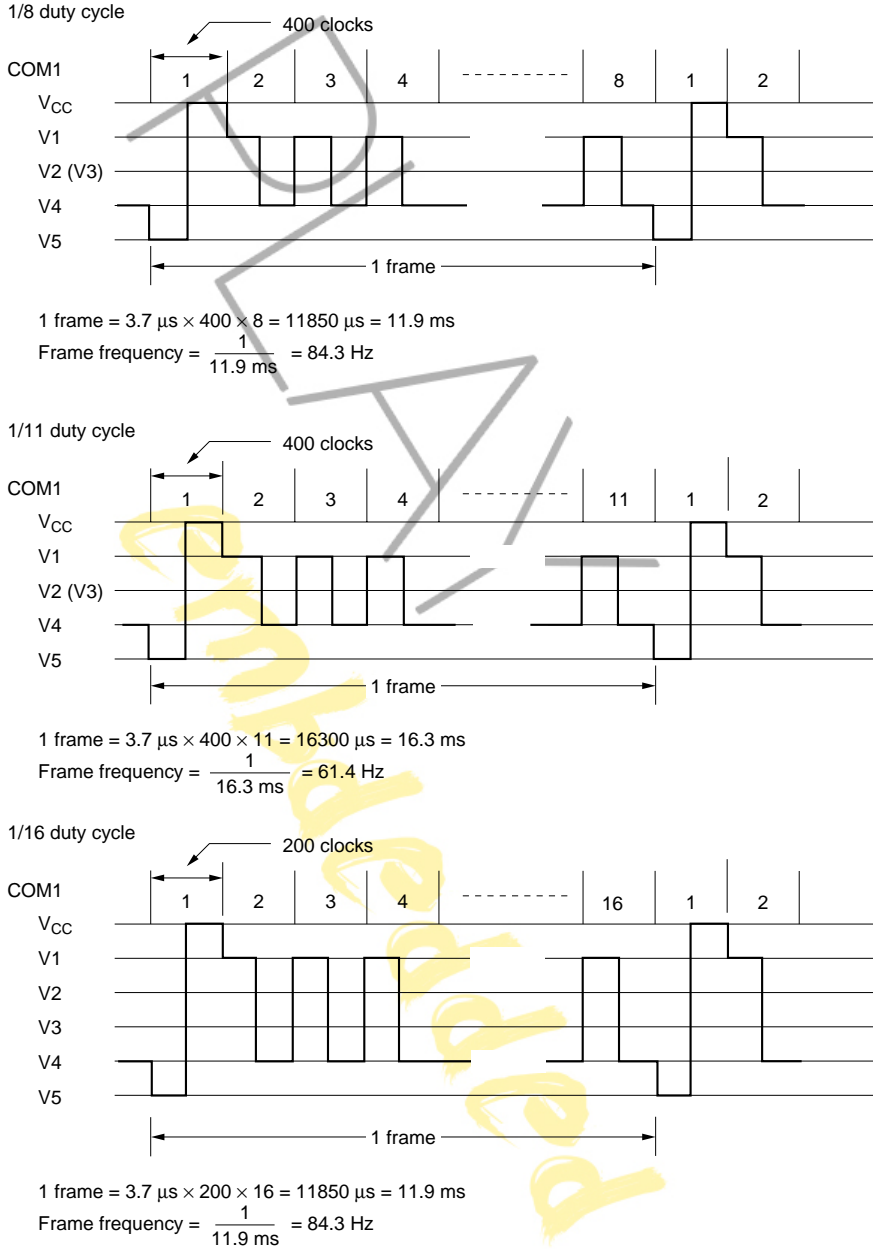 1/8 duty cycle
400 clocks
COM1
1 2 3 4 8 1 2
VCC
V1
V2 (V3)
V4
V5
1 frame
1 frame = 3.7 µs × 400 × 8 = 11850 µs = 11.9 ms
Frame frequency = 1 / 11.9 ms = 84.3 Hz
1/11 duty cycle
400 clocks
COM1
1 2 3 4 11 1 2
VCC
V1
V2 (V3)
V4
V5
1 frame
1 frame = 3.7 µs × 400 × 11 = 16300 µs = 16.3 ms
Frame frequency = 1 / 16.3 ms = 61.4 Hz
1/16 duty cycle
200 clocks
COM1
1 2 3 4 16 1 2
VCC
V1
V2
V3
V4
V5
1 frame
1 frame = 3.7 µs × 200 × 16 = 11850 µs = 11.9 ms
Frame frequency = 1 / 11.9 ms = 84.3 Hz
PLAY
embedded